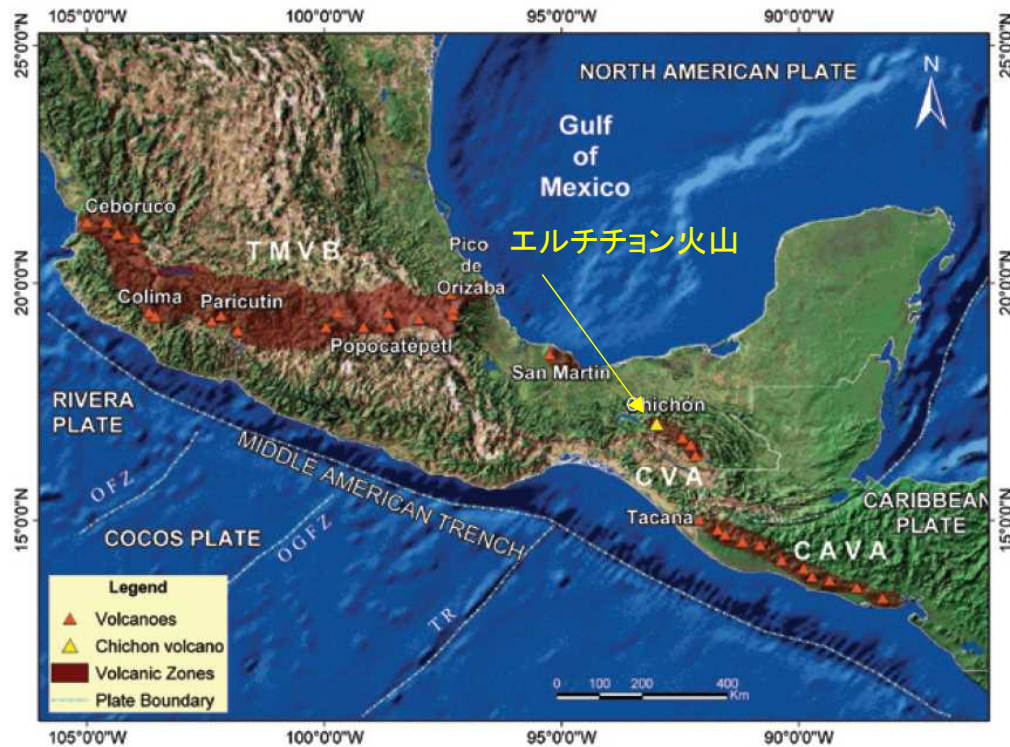 105°0'0"W
100°0'0"W
95°0'0"W
90°0'0"W
25°0'0"N
25°0'0"N
NORTH AMERICAN PLATE
N
Gulf
of
Mexico
Ceboruco
エルチチョン火山
TMVB
Pico
de
Orizaba
20°0'0"N
20°0'0"N
Colima
Paricutin
Popocatepetl
San Martin
Chichón
RIVERA
PLATE
MIDDLE AMERICAN TRENCH
CVA
OFZ
OGFZ
COCOS PLATE
Tacana
CARIBBEAN
PLATE
15°0'0"N
15°0'0"N
CAVA
TR
Legend
Volcanoes
Chichon volcano
Volcanic Zones
Plate Boundary
0 100 200 400
Km
105°0'0"W
100°0'0"W
95°0'0"W
90°0'0"W